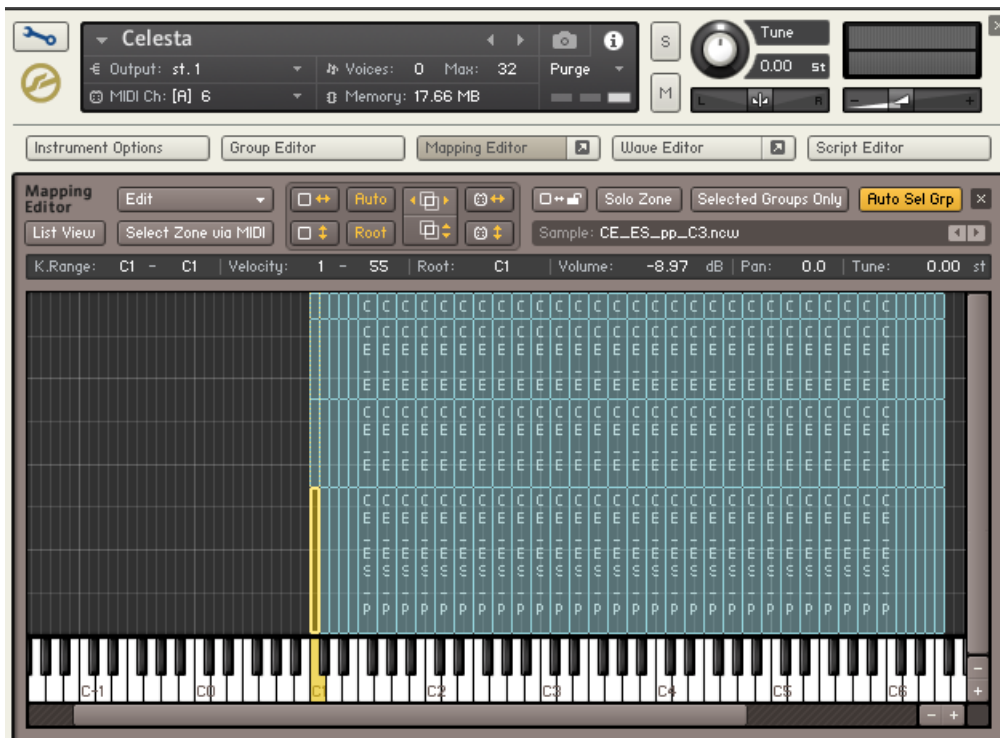 Celesta
S
Tune
Output: st.1 Voices: 0 Max: 32 Purge
0.00 st
MIDI Ch: [A] 6 Memory: 17.66 MB
M
L R
- +
Instrument Options Group Editor Mapping Editor Wave Editor Script Editor
Mapping Editor
Edit Auto Solo Zone Selected Groups Only Auto Sel Grp
List View Select Zone via MIDI Root Sample: CE_ES_pp_C3.ncw
K.Range: C1 - C1 Velocity: 1 - 55 Root: C1 Volume: -8.97 dB Pan: 0.0 Tune: 0.00 st
C C C C C C C C C C C C C C C C C C C C C C C C C C C C
C C C C C C C C C C C C C C C C C C C C C C C C C C C C
E E E E E E E E E E E E E E E E E E E E E E E E E E E E
E E E E E E E E E E E E E E E E E E E E E E E E E E E E
C C C C C C C C C C C C C C C C C C C C C C C C C C C C
E E E E E E E E E E E E E E E E E E E E E E E E E E E E
E E E E E E E E E E E E E E E E E E E E E E E E E E E E
C C C C C C C C C C C C C C C C C C C C C C C C C C C C
E E E E E E E E E E E E E E E E E E E E E E E E E E E E
E E E E E E E E E E E E E E E E E E E E E E E E E E E E
S S S S S S S S S S S S S S S S S S S S S S S S S S S S
P P P P P P P P P P P P P P P P P P P P P P P P P P P P
C-1 C0 C1 C2 C3 C4 C5 C6